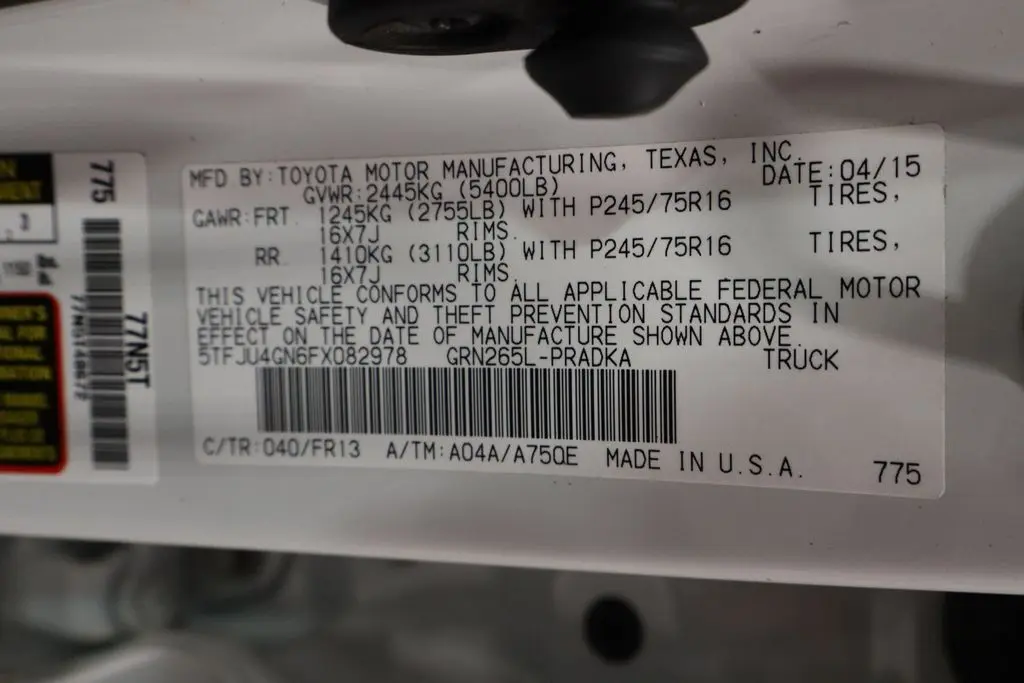 MFD BY:TOYOTA MOTOR MANUFACTURING, TEXAS, INC.
DATE:04/15
GVWR:2445KG (5400LB)
GAWR:FRT. 1245KG (2755LB) WITH P245/75R16 TIRES,
16X7J RIMS.
RR. 1410KG (3110LB) WITH P245/75R16 TIRES,
16X7J RIMS.
THIS VEHICLE CONFORMS TO ALL APPLICABLE FEDERAL MOTOR
VEHICLE SAFETY AND THEFT PREVENTION STANDARDS IN
EFFECT ON THE DATE OF MANUFACTURE SHOWN ABOVE.
5TFJU4GN6FX082978 GRN265L-PRADKA TRUCK
C/TR:040/FR13 A/TM:A04A/A750E MADE IN U.S.A. 775
775
77N5T